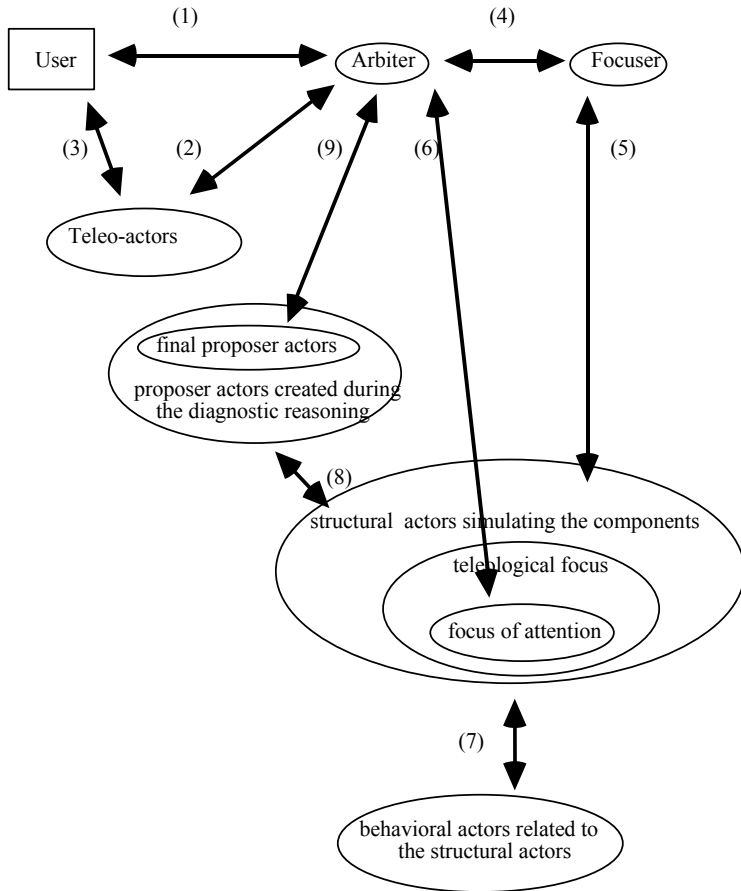 (1)
(4)
User
Arbiter
Focuser
(3)
(2)
(9)
(6)
(5)
Teleo-actors
final proposer actors
proposer actors created during
the diagnostic reasoning
(8)
structural actors simulating the components
teleological focus
focus of attention
(7)
behavioral actors related to
the structural actors